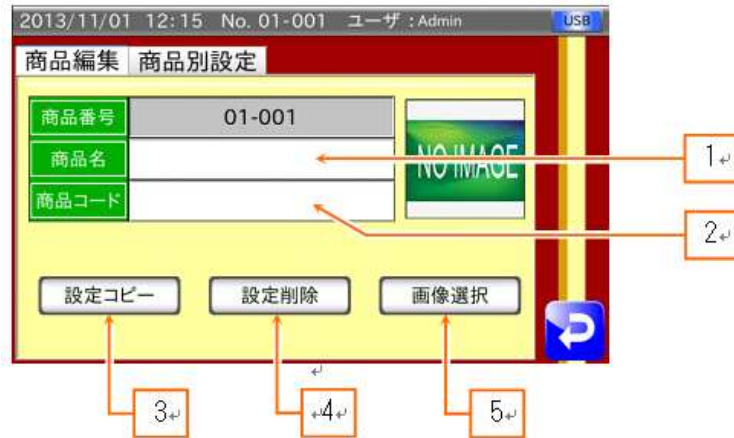 2013/11/01 12:15 No. 01-001 ユーザ : Admin USB
商品編集 商品別設定
商品番号 01-001
商品名
商品コード
NO IMAGE
1
2
設定コピー 設定削除 画像選択
3 4 5